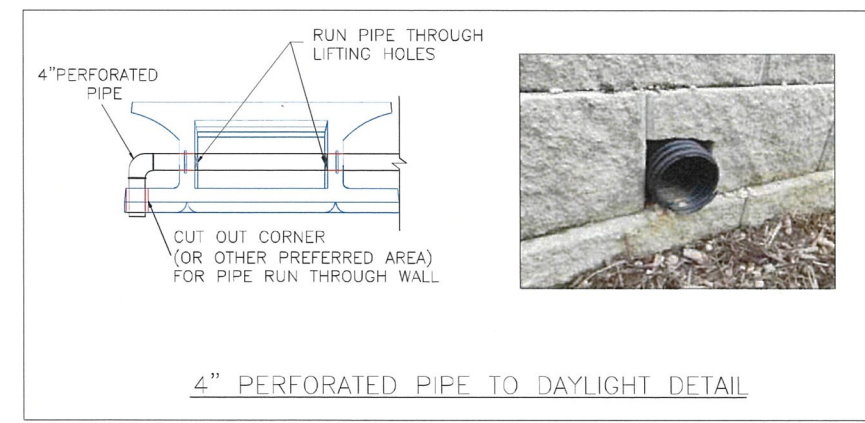 RUN PIPE THROUGH
LIFTING HOLES
4"PERFORATED
PIPE
CUT OUT CORNER
(OR OTHER PREFERRED AREA)
FOR PIPE RUN THROUGH WALL
4" PERFORATED PIPE TO DAYLIGHT DETAIL